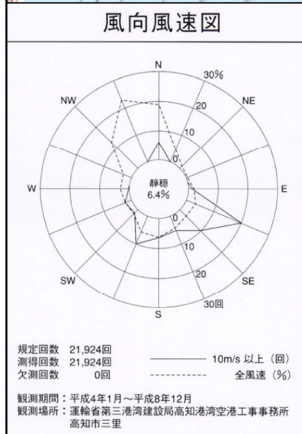 風向風速図
N
30%
NW
NE
20
10
0
W
静穏
6.4%
E
0
10
SW
SE
20
S
30回
規定回数 21,924回
測得回数 21,924回
欠測回数 0回
10m/s 以上（回）
全風速（％）
観測期間：平成4年1月～平成8年12月
観測場所：運輸省第三港湾建設局高知港湾空港工事事務所
高知市三里